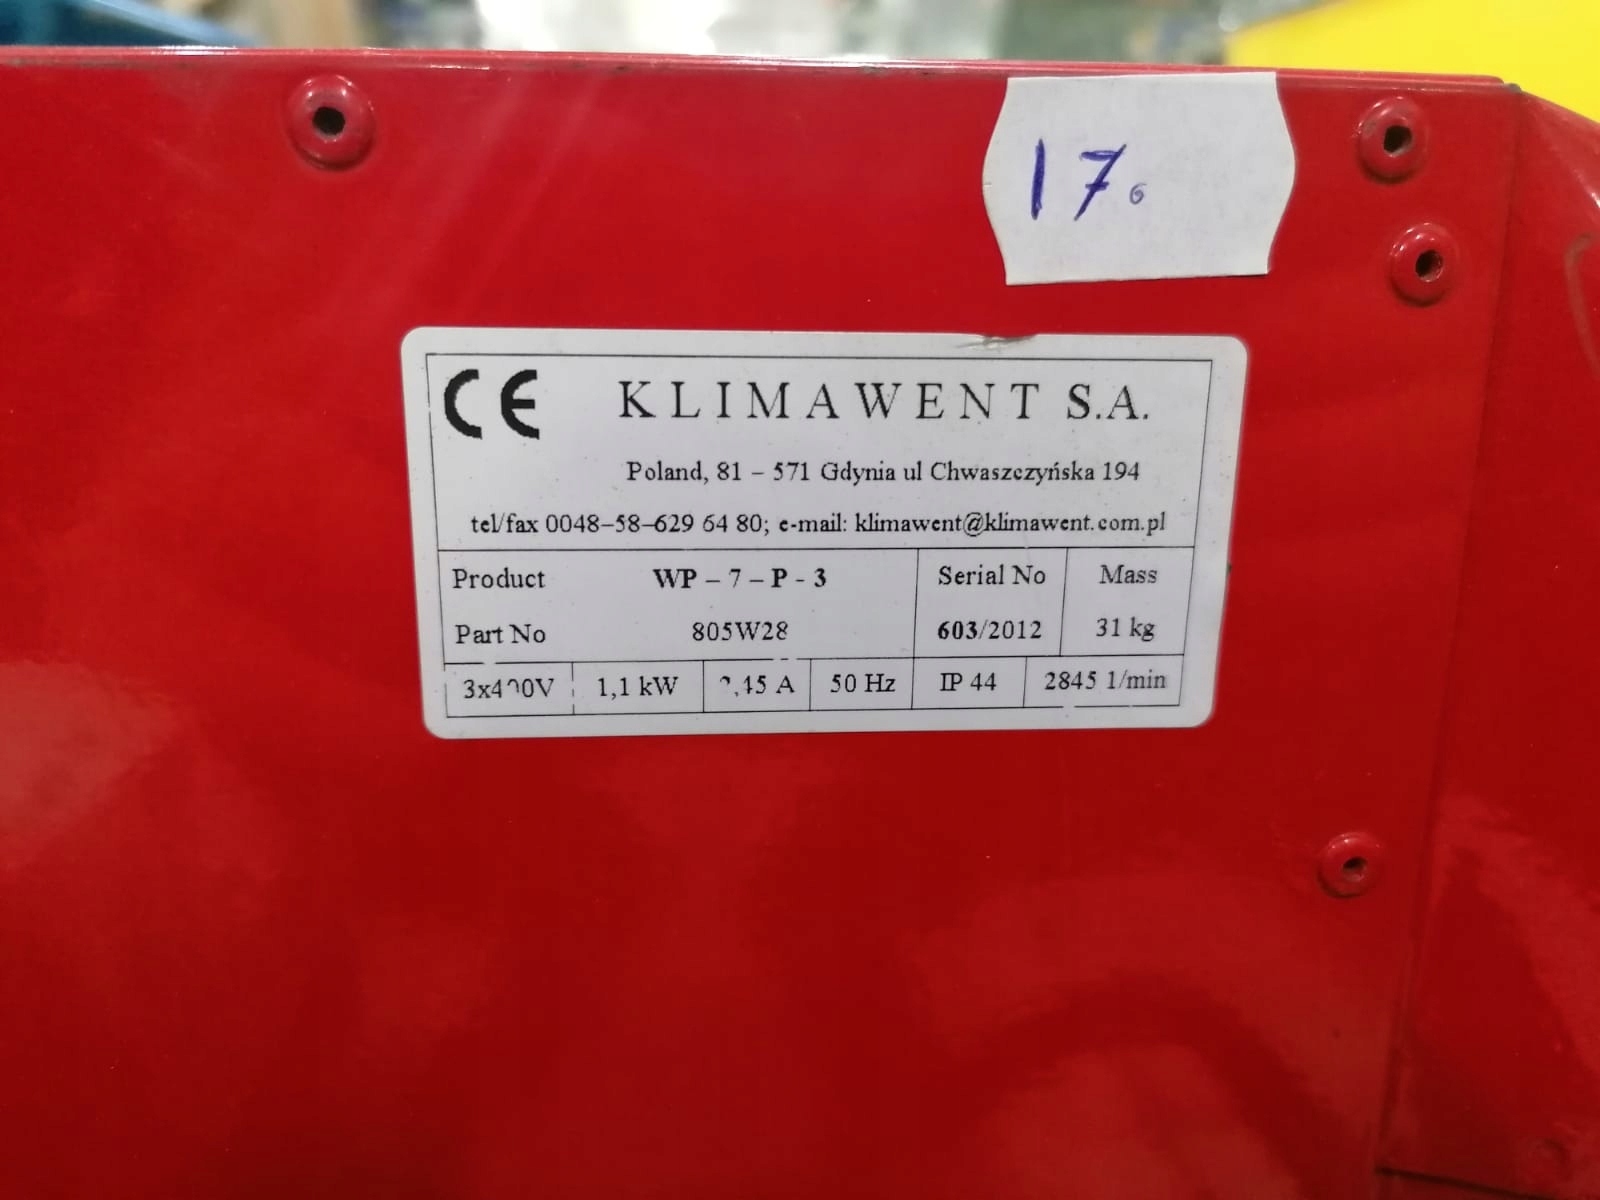 17.
CE KLIMAWENT S.A.
Poland, 81 – 571 Gdynia ul Chwaszczyńska 194
tel/fax 0048–58–629 64 80; e-mail: klimawent@klimawent.com.pl
Product WP – 7 – P - 3 Serial No Mass
Part No 805W28 603/2012 31 kg
3x400V 1,1 kW 50 Hz IP 44 2845 1/min